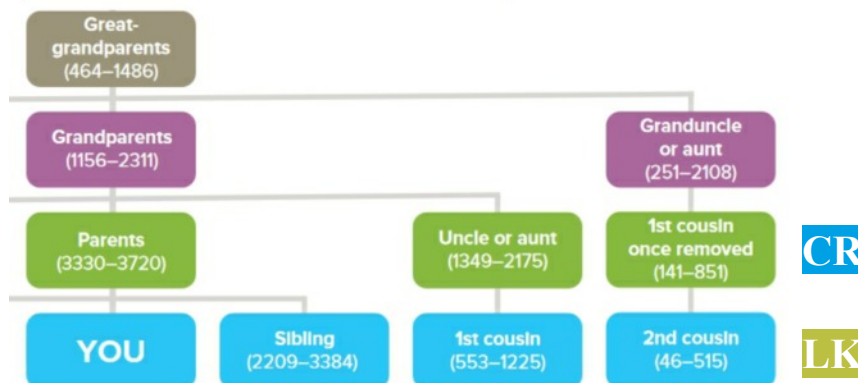 Great-
grandparents
(464–1486)
Grandparents
(1156–2311)
Granduncle
or aunt
(251–2108)
Parents
(3330–3720)
Uncle or aunt
(1349–2175)
1st cousin
once removed
(141–851)
CR
YOU
Sibling
(2209–3384)
1st cousin
(553–1225)
2nd cousin
(46–515)
LK